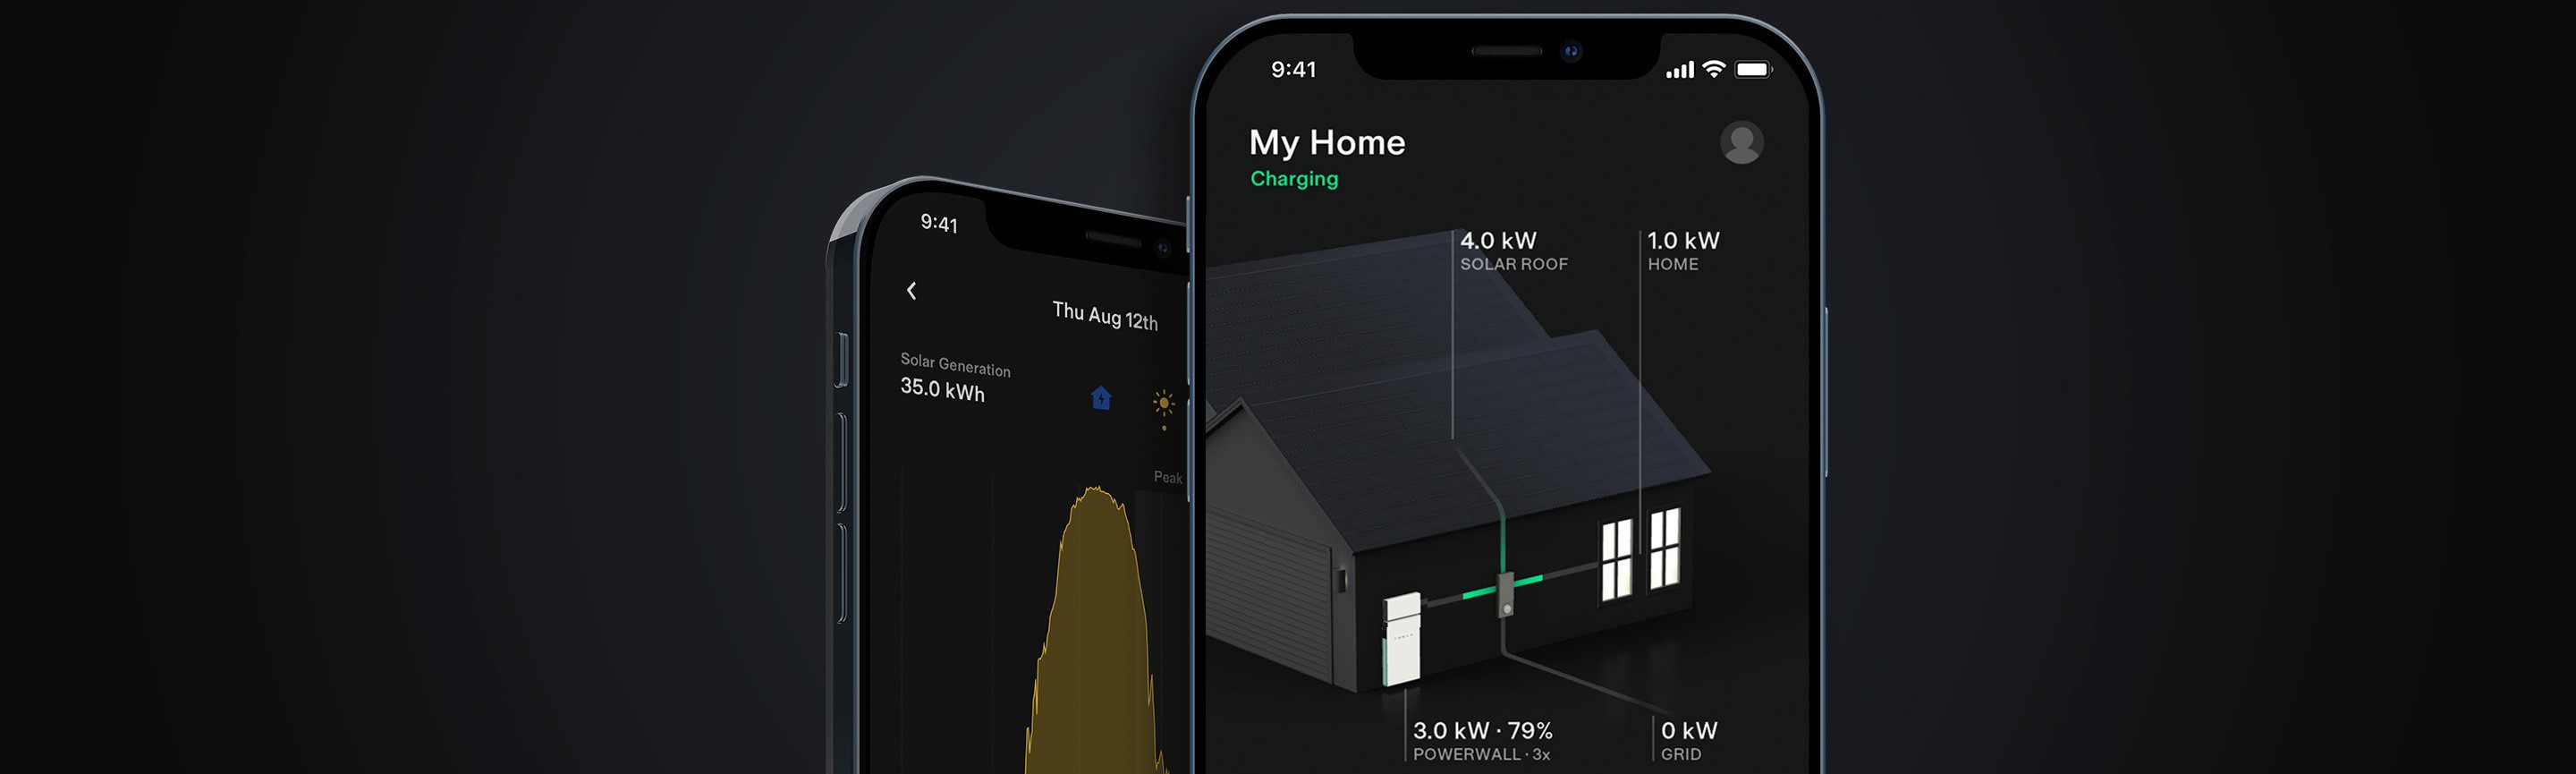 9:41
Thu Aug 12th
Solar Generation
35.0 kWh
Peak
9:41
My Home
Charging
4.0 kW
SOLAR ROOF
1.0 kW
HOME
TESLA
3.0 kW · 79%
POWERWALL · 3x
0 kW
GRID